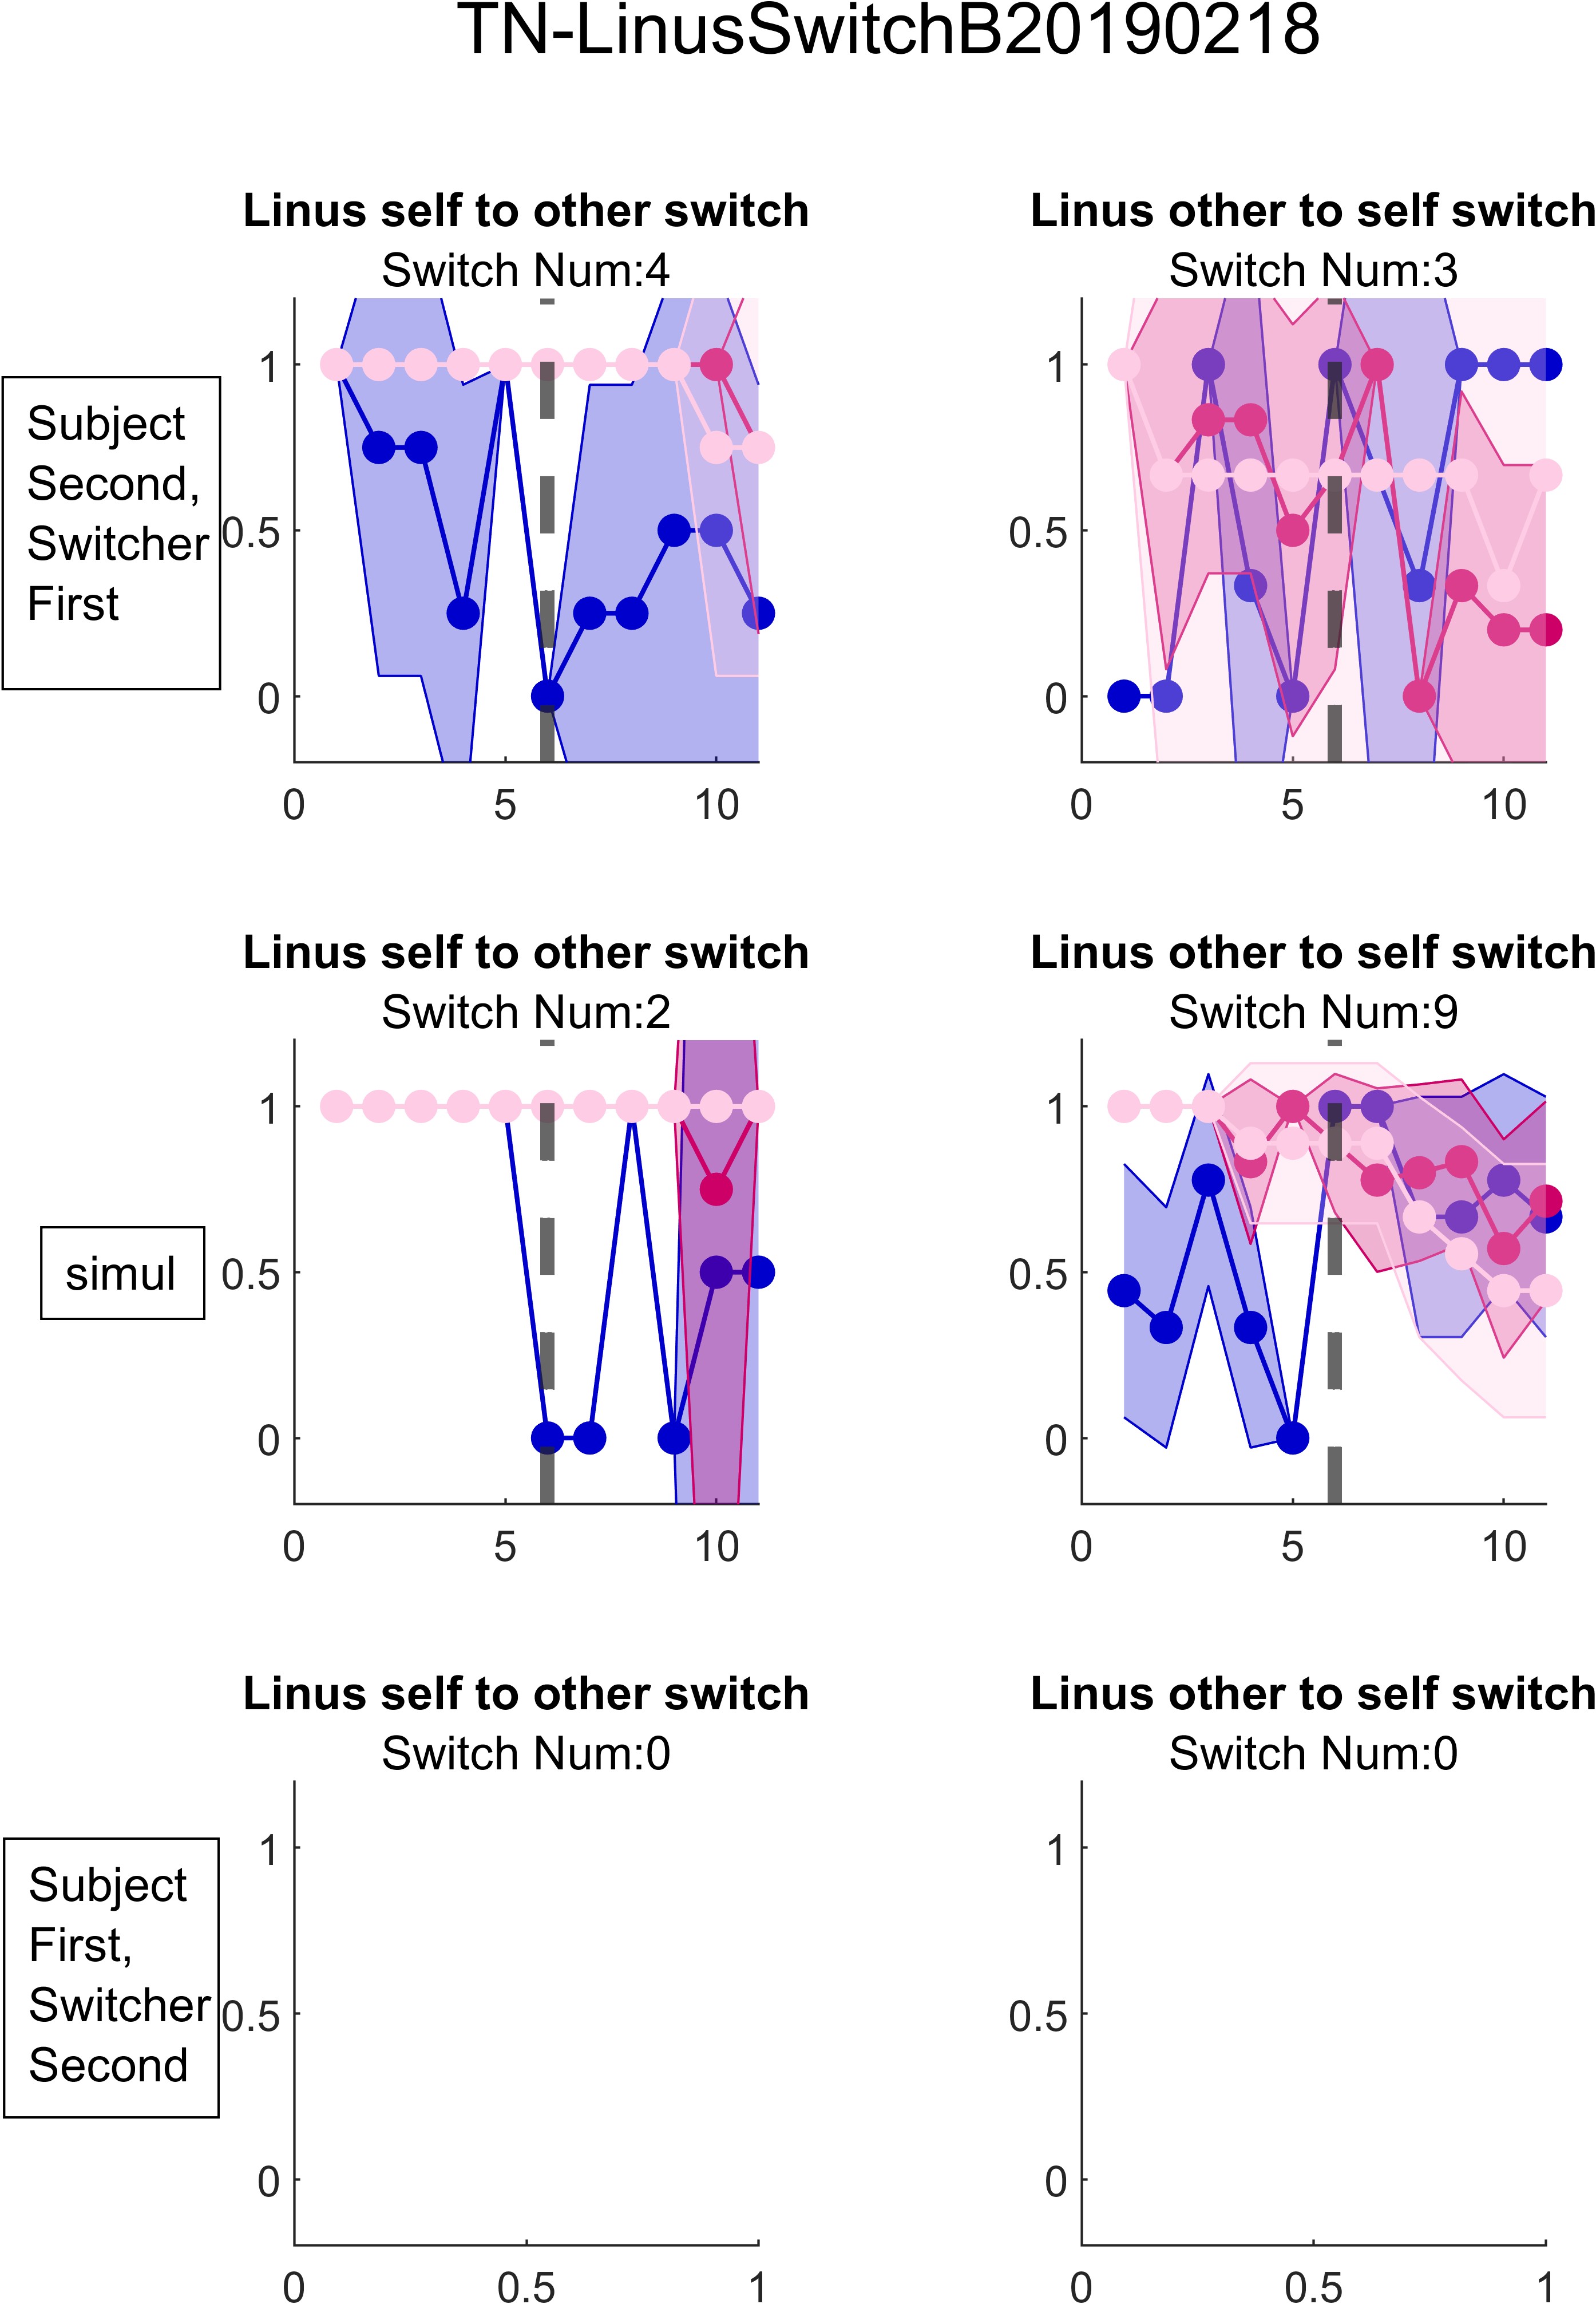 TN-LinusSwitchB20190218
Linus self to other switch
Switch Num:4
Linus other to self switch
Switch Num:3
Subject
Second,
Switcher
First
1
0.5
0
0 5 10
1
0.5
0
0 5 10
Linus self to other switch
Switch Num:2
Linus other to self switch
Switch Num:9
simul
1
0.5
0
0 5 10
1
0.5
0
0 5 10
Linus self to other switch
Switch Num:0
Linus other to self switch
Switch Num:0
Subject
First,
Switcher
Second
1
0.5
0
0 0.5 1
1
0.5
0
0 0.5 1